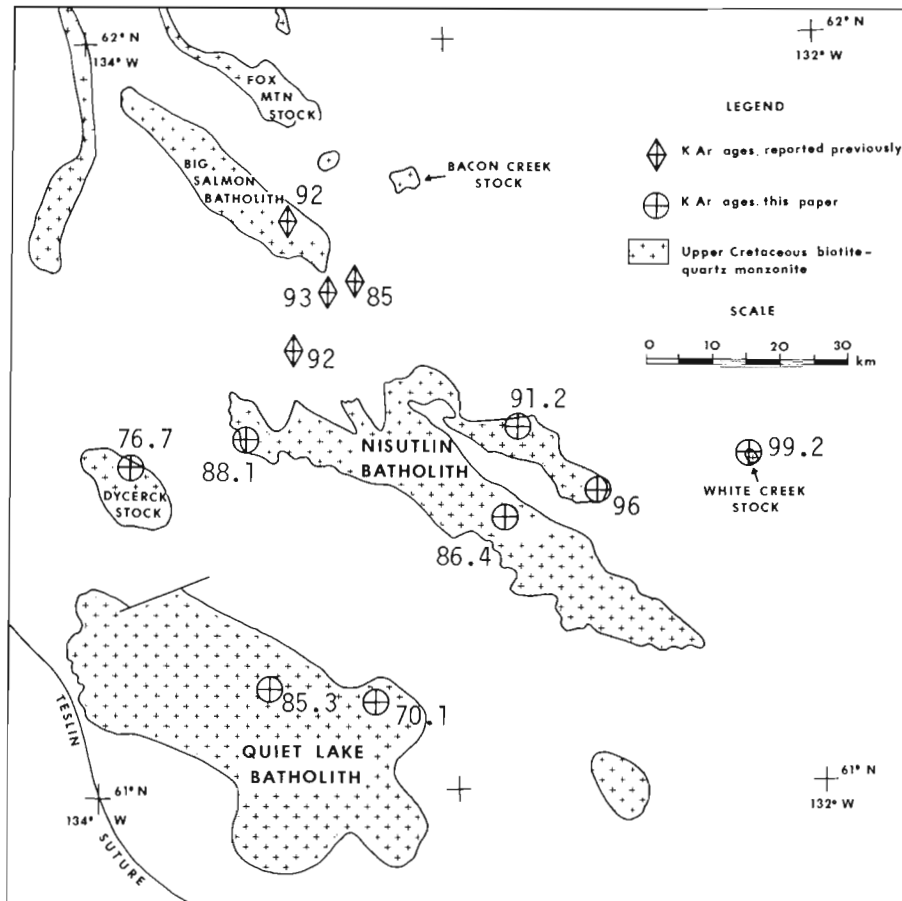 62° N
134° W
62° N
132° W
FOX
MTN
STOCK
LEGEND
K Ar ages, reported previously
K Ar ages, this paper
Upper Cretaceous biotite-
quartz monzonite
SCALE
0 10 20 30
km
BIG
SALMON
BATHOLITH
92
BACON CREEK
STOCK
93
85
92
91.2
76.7
88.1
NISUTLIN
BATHOLITH
99.2
DYCERCK
STOCK
96
WHITE CREEK
STOCK
86.4
85.3
70.1
TESLIN
SUTURE
QUIET LAKE
BATHOLITH
61° N
134° W
61° N
132° W